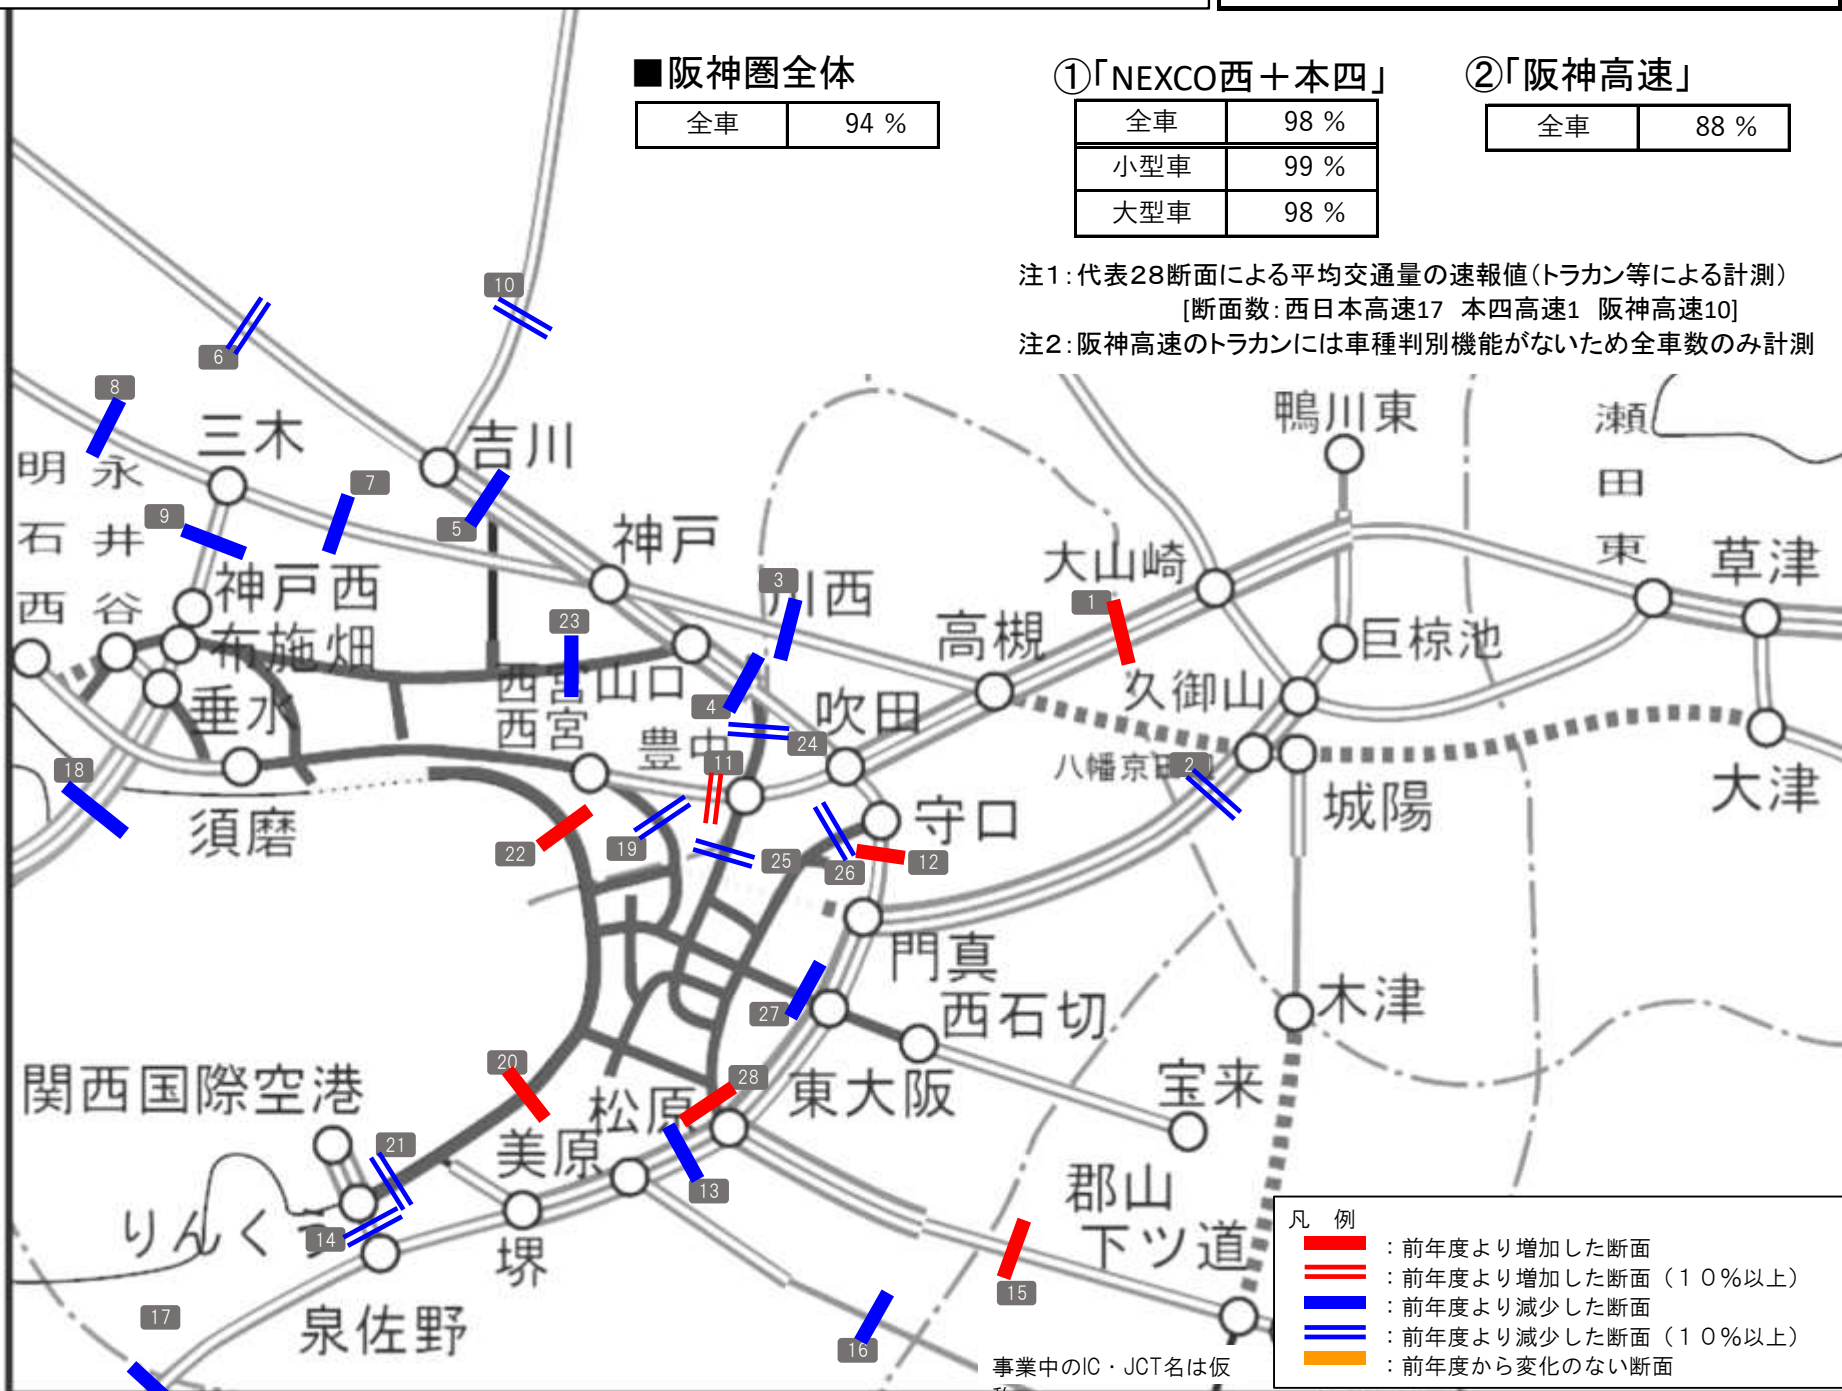 ■阪神圏全体
全車 94 %
①「NEXCO西＋本四」
全車 98 %
小型車 99 %
大型車 98 %
②「阪神高速」
全車 88 %
注1：代表28断面による平均交通量の速報値（トラカン等による計測）
[断面数：西日本高速17 本四高速1 阪神高速10]
注2：阪神高速のトラカンには車種判別機能がないため全車数のみ計測
10
6
8
三木
吉川
鴨川東
瀬田東
明石西
永井谷
7
9
5
神戸
大山崎
草津
神戸西
布施畑
3
川西
1
23
高槻
巨椋池
西宮山口
久御山
4
垂水
西宮
吹田
豊中
24
11
八幡京田辺
2
18
城陽
大津
須磨
守口
22
19
25
26
12
門真
27
西石切
木津
関西国際空港
20
28
松原
東大阪
宝来
美原
21
13
郡山
下ツ道
りんくう
14
堺
15
17
泉佐野
16
凡 例
：前年度より増加した断面
：前年度より増加した断面（１０％以上）
：前年度より減少した断面
：前年度より減少した断面（１０％以上）
：前年度から変化のない断面
事業中のIC・JCT名は仮